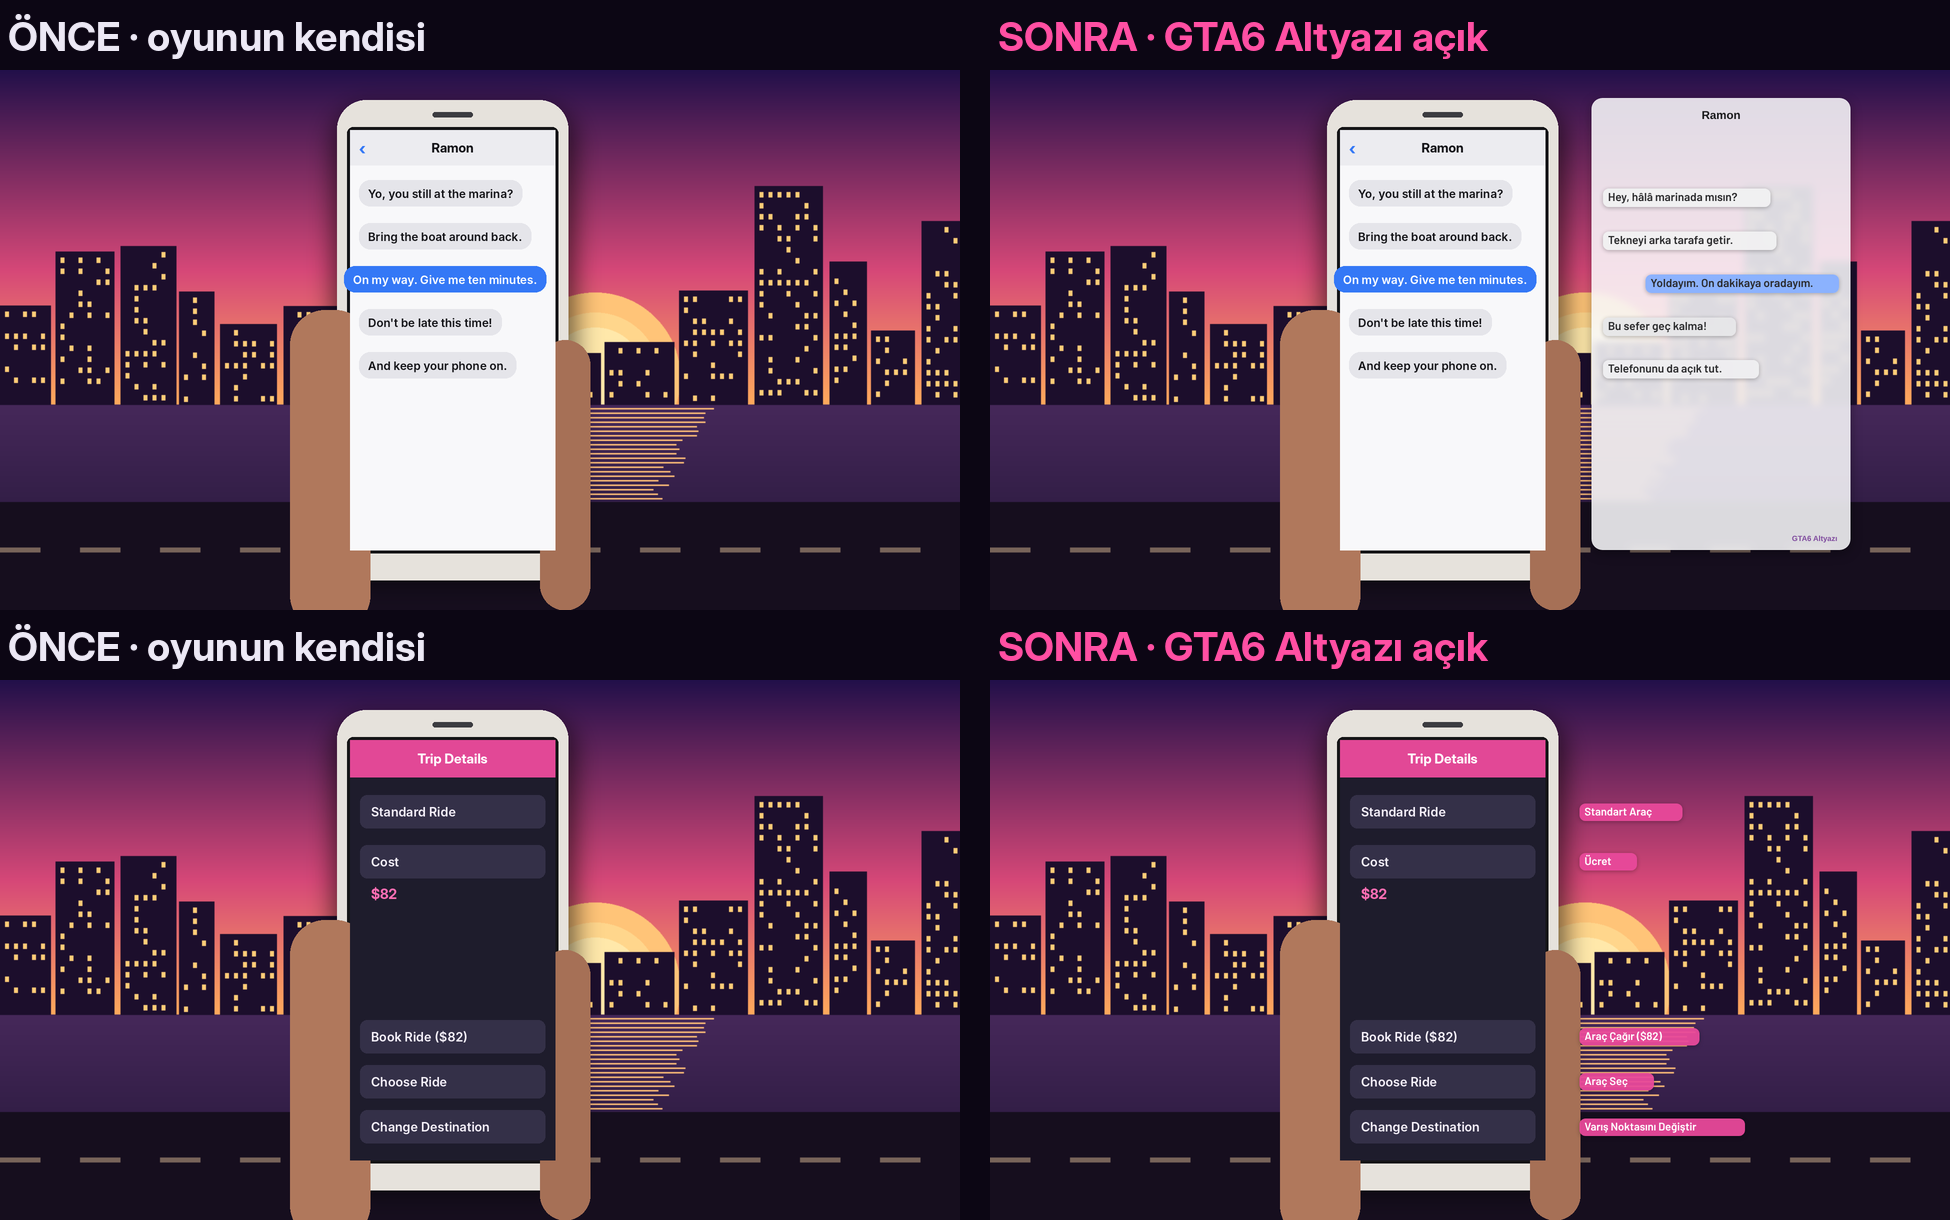 ÖNCE · oyunun kendisi
SONRA · GTA6 Altyazı açık
‹ Ramon
Yo, you still at the marina?
Bring the boat around back.
On my way. Give me ten minutes.
Don't be late this time!
And keep your phone on.
‹ Ramon
Yo, you still at the marina?
Bring the boat around back.
On my way. Give me ten minutes.
Don't be late this time!
And keep your phone on.
Ramon
Hey, hâlâ marinada mısın?
Tekneyi arka tarafa getir.
Yoldayım. On dakikaya oradayım.
Bu sefer geç kalma!
Telefonunu da açık tut.
GTA6 Altyazı
ÖNCE · oyunun kendisi
SONRA · GTA6 Altyazı açık
Trip Details
Standard Ride
Cost
$82
Book Ride ($82)
Choose Ride
Change Destination
Trip Details
Standard Ride
Cost
$82
Book Ride ($82)
Choose Ride
Change Destination
Standart Araç
Ücret
Araç Çağır ($82)
Araç Seç
Varış Noktasını Değiştir